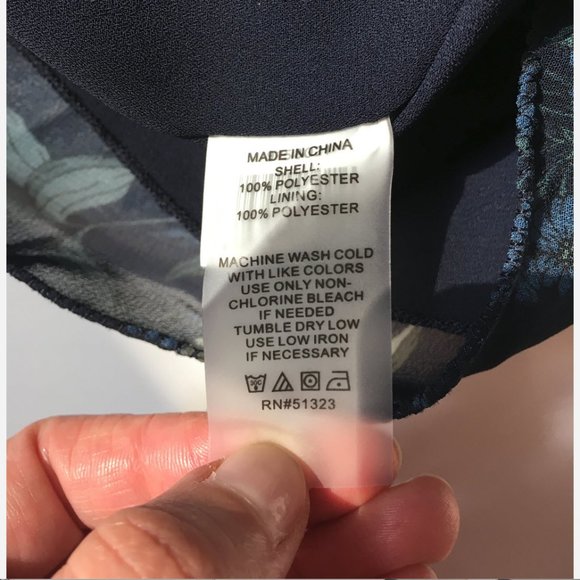 MADE IN CHINA
SHELL:
100% POLYESTER
LINING:
100% POLYESTER
MACHINE WASH COLD
WITH LIKE COLORS
USE ONLY NON-
CHLORINE BLEACH
IF NEEDED
TUMBLE DRY LOW
USE LOW IRON
IF NECESSARY
RN#51323